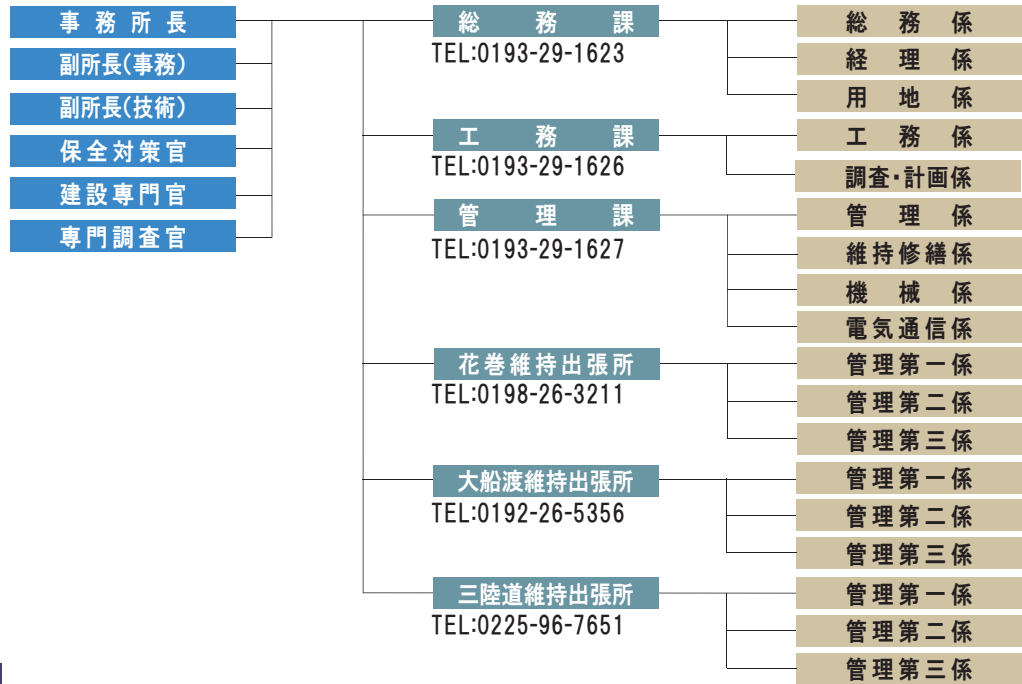 事務所長
副所長(事務)
副所長(技術)
保全対策官
建設専門官
専門調査官
総務課
TEL:0193-29-1623
総務係
経理係
用地係
工務課
TEL:0193-29-1626
工務係
調査・計画係
管理課
TEL:0193-29-1627
管理係
維持修繕係
機械係
電気通信係
花巻維持出張所
TEL:0198-26-3211
管理第一係
管理第二係
管理第三係
大船渡維持出張所
TEL:0192-26-5356
管理第一係
管理第二係
管理第三係
三陸道維持出張所
TEL:0225-96-7651
管理第一係
管理第二係
管理第三係